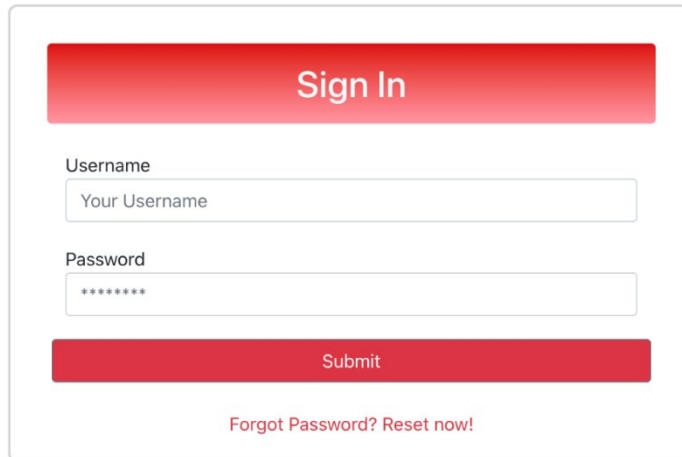 Sign In
Username
Your Username
Password
********
Submit
Forgot Password? Reset now!